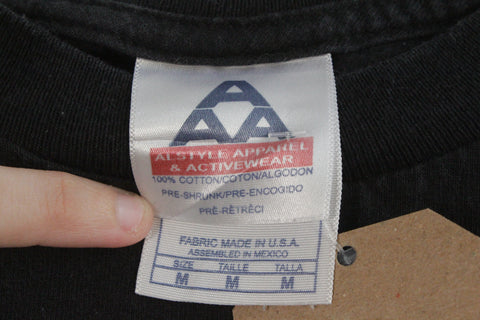 AAA
ALSTYLE APPAREL
& ACTIVEWEAR
100% COTTON/COTON/ALGODON
PRE-SHRUNK/PRE-ENCOGIDO
PRÉ-RÉTRÉCI
FABRIC MADE IN U.S.A.
ASSEMBLED IN MEXICO
SIZE TAILLE TALLA
M M M